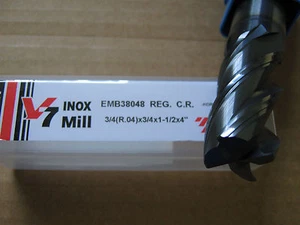 V7 INOX
Mill
EMB38048 REG. C.R.
3/4(R.04)x3/4x1-1/2x4"